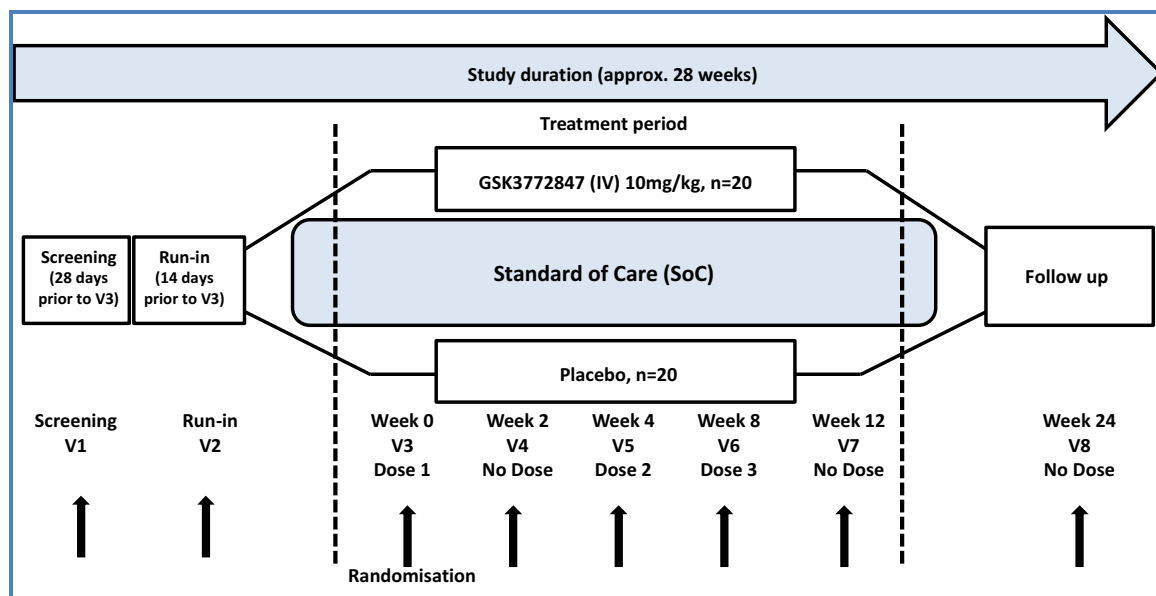 Study duration (approx. 28 weeks)
Treatment period
GSK3772847 (IV) 10mg/kg, n=20
Screening
(28 days
prior to V3)
Run-in
(14 days
prior to V3)
Standard of Care (SoC)
Follow up
Placebo, n=20
Screening
V1
Run-in
V2
Week 0
V3
Dose 1
Week 2
V4
No Dose
Week 4
V5
Dose 2
Week 8
V6
Dose 3
Week 12
V7
No Dose
Week 24
V8
No Dose
Randomisation